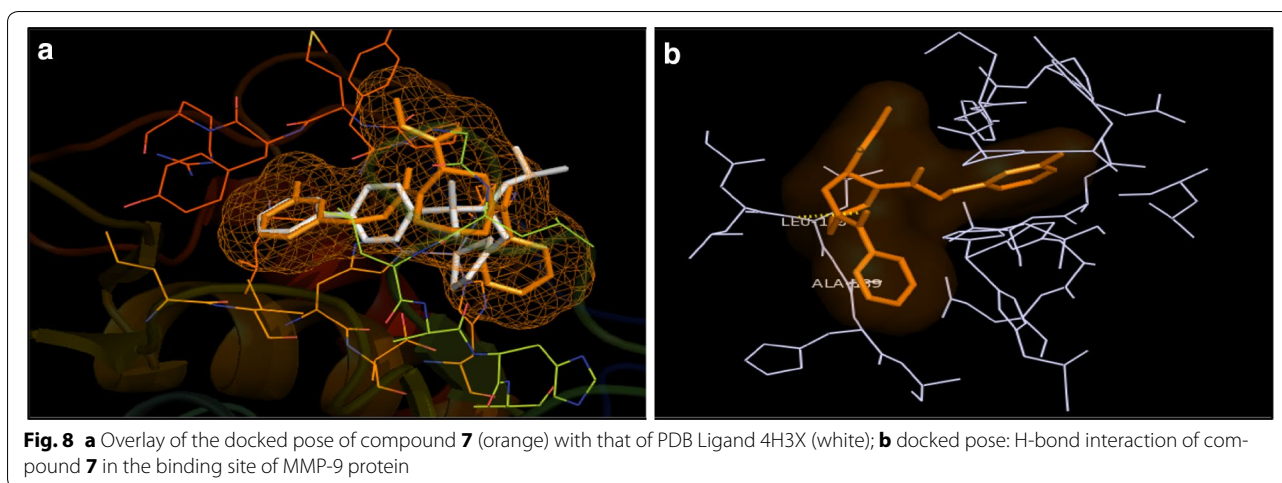 a
b
LEU
ALA
Fig. 8 a Overlay of the docked pose of compound 7 (orange) with that of PDB Ligand 4H3X (white); b docked pose: H-bond interaction of com-
pound 7 in the binding site of MMP-9 protein